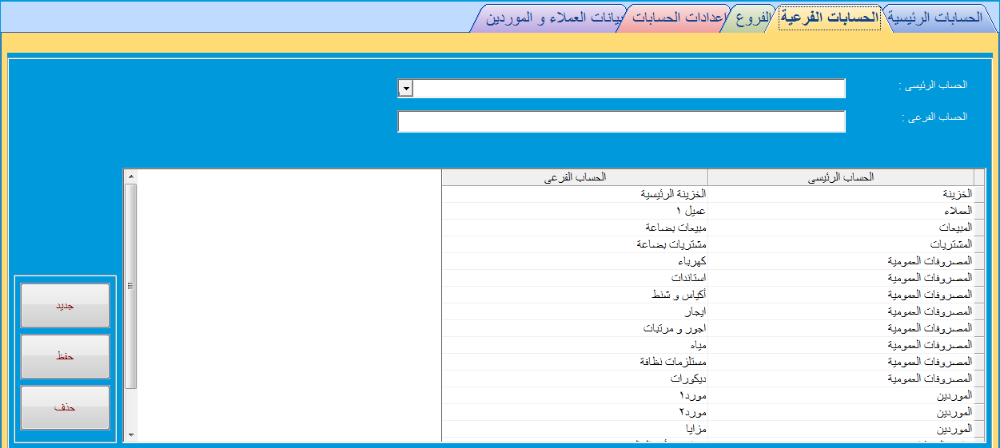 الحسابات الرئيسية الحسابات الفرعية الفروع إعدادات الحسابات بيانات العملاء و الموردين
الحساب الرئيسى :
الحساب الفرعى :
الحساب الرئيسى الحساب الفرعى
الخزينة الخزينة الرئيسية
العملاء عميل ١
المبيعات مبيعات بضاعة
المشتريات مشتريات بضاعة
المصروفات العمومية كهرباء
المصروفات العمومية استاندات
المصروفات العمومية أكياس و شنط
المصروفات العمومية ايجار
المصروفات العمومية اجور و مرتبات
المصروفات العمومية مياه
المصروفات العمومية مستلزمات نظافة
المصروفات العمومية ديكورات
الموردين مورد١
الموردين مورد٢
الموردين مزايا
جديد
حفظ
حذف